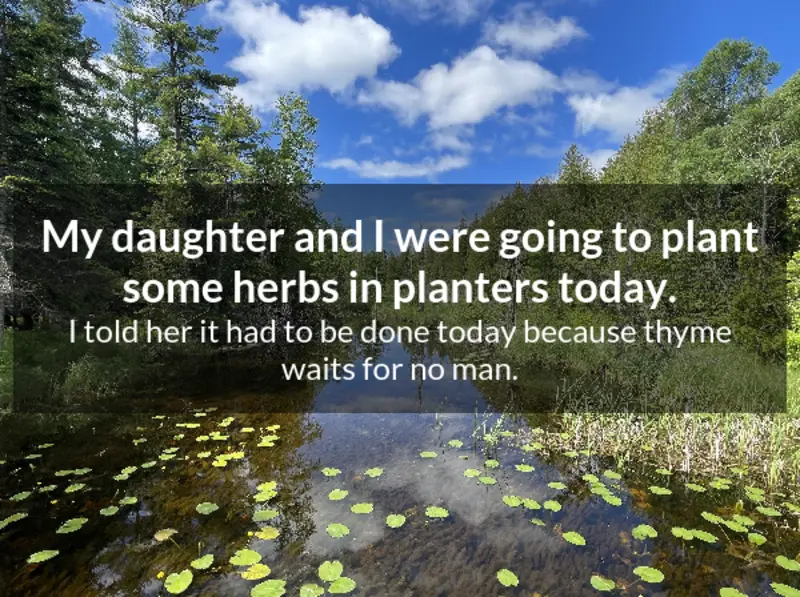 My daughter and I were going to plant
some herbs in planters today.
I told her it had to be done today because thyme
waits for no man.